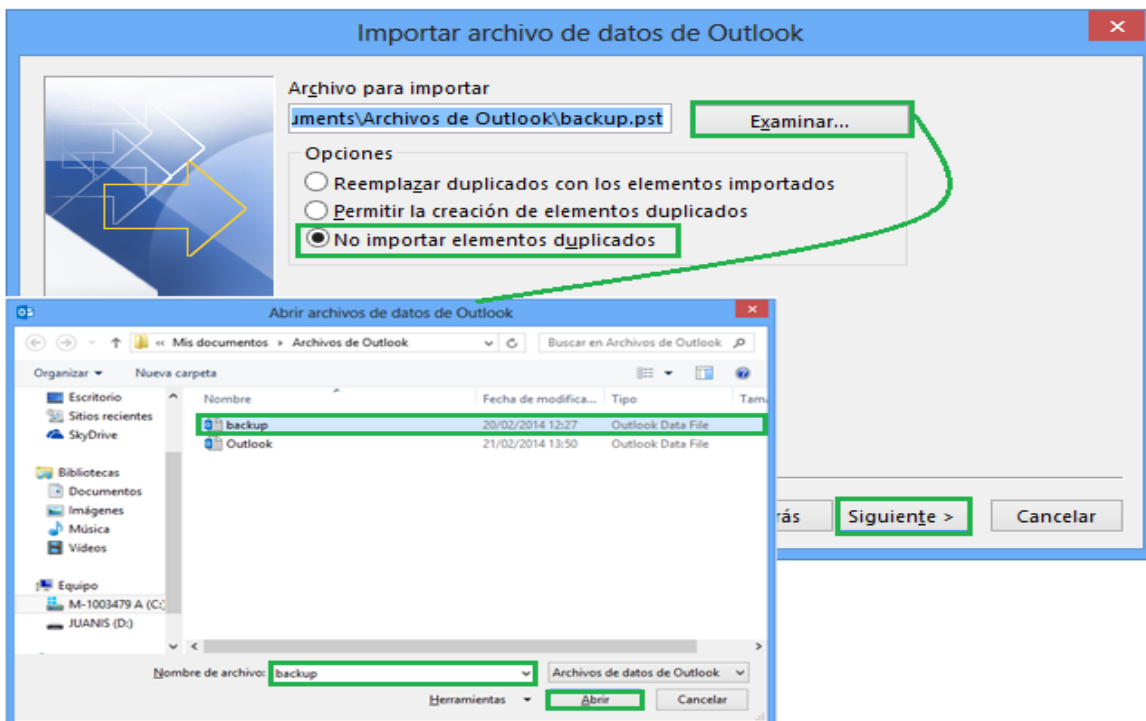 Importar archivo de datos de Outlook
Archivo para importar
uments\Archivos de Outlook\backup.pst
Examinar...
Opciones
Reemplazar duplicados con los elementos importados
Permitir la creación de elementos duplicados
No importar elementos duplicados
Abrir archivos de datos de Outlook
« Mis documentos Archivos de Outlook
Buscar en Archivos de Outlook
Organizar
Nueva carpeta
Escritorio
Sitios recientes
SkyDrive
Bibliotecas
Documentos
Imágenes
Música
Vídeos
Equipo
M-1003479 A (C:)
JUANIS (D:)
Nombre Fecha de modifica... Tipo Tam
backup 20/02/2014 12:27 Outlook Data File
Outlook 21/02/2014 13:50 Outlook Data File
Nombre de archivo: backup
Archivos de datos de Outlook
Herramientas
Abrir
Cancelar
rás
Siguiente >
Cancelar